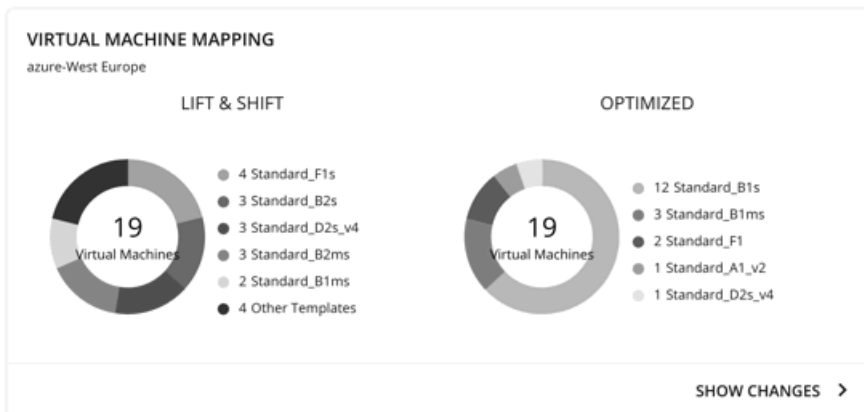 VIRTUAL MACHINE MAPPING
azure-West Europe
LIFT & SHIFT
19
Virtual Machines
4 Standard_F1s
3 Standard_B2s
3 Standard_D2s_v4
3 Standard_B2ms
2 Standard_B1ms
4 Other Templates
OPTIMIZED
19
Virtual Machines
12 Standard_B1s
3 Standard_B1ms
2 Standard_F1
1 Standard_A1_v2
1 Standard_D2s_v4
SHOW CHANGES